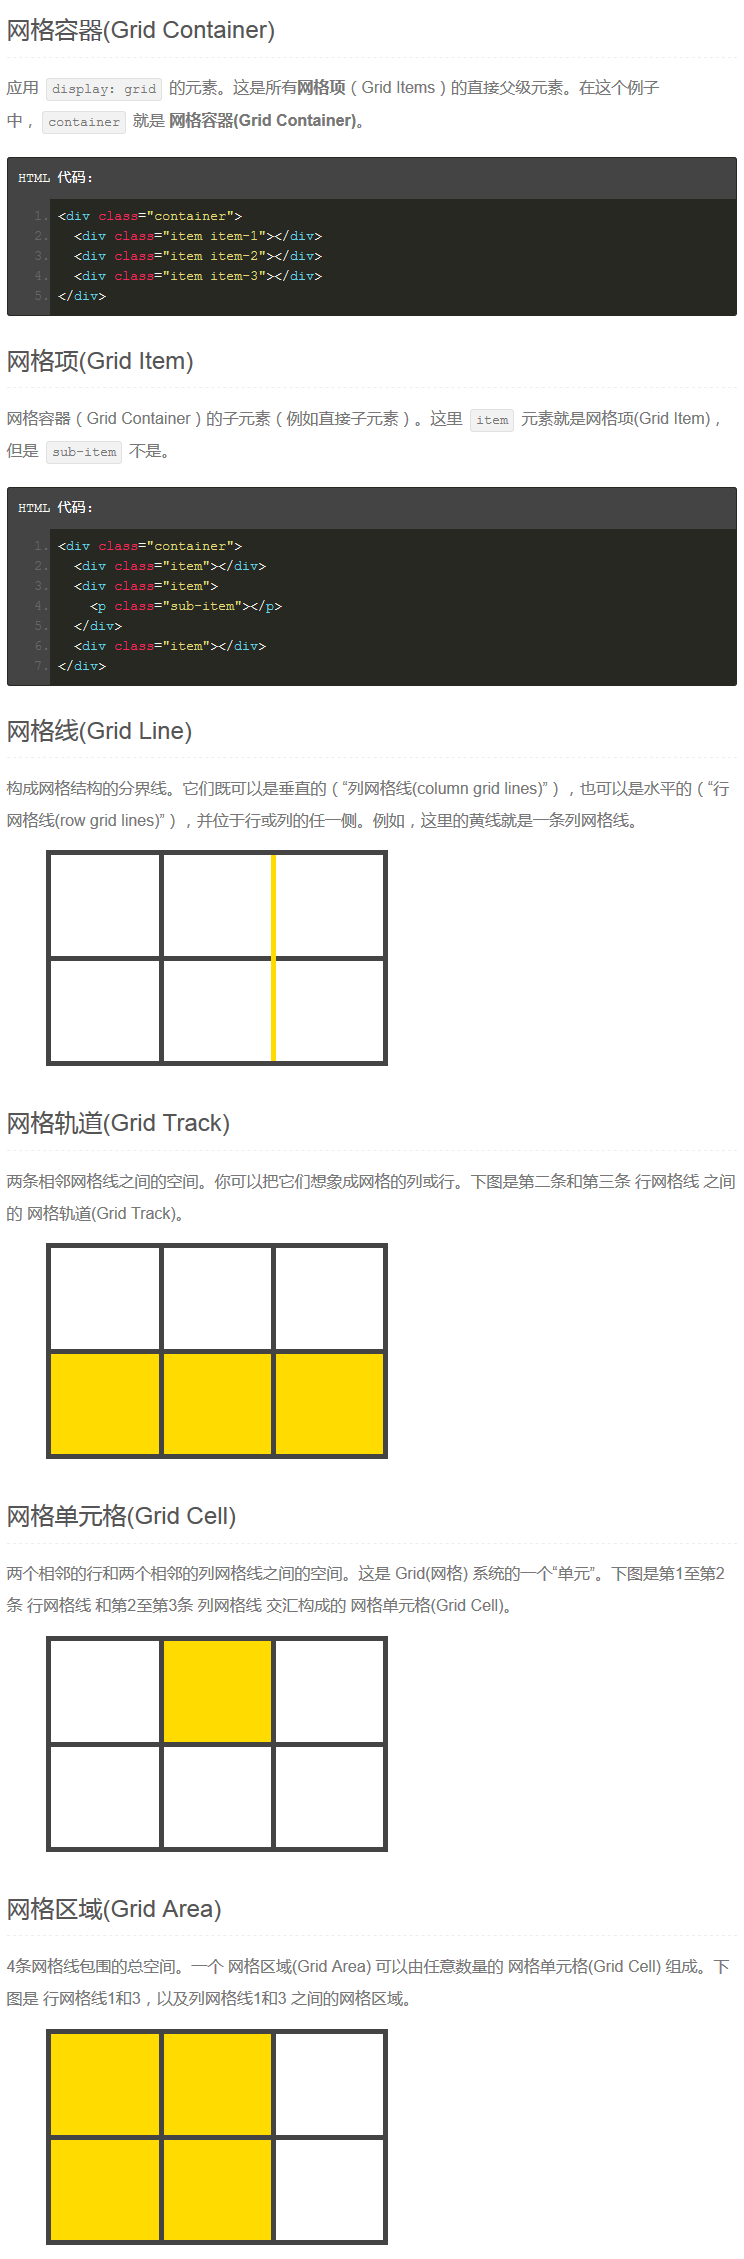 网格容器(Grid Container)
应用 display: grid 的元素。这是所有网格项（Grid Items）的直接父级元素。在这个例子
中，container 就是 网格容器(Grid Container)。
HTML 代码:
1. <div class="container">
2.   <div class="item item-1"></div>
3.   <div class="item item-2"></div>
4.   <div class="item item-3"></div>
5. </div>
网格项(Grid Item)
网格容器（Grid Container）的子元素（例如直接子元素）。这里 item 元素就是网格项(Grid Item)，
但是 sub-item 不是。
HTML 代码:
1. <div class="container">
2.   <div class="item"></div>
3.   <div class="item">
4.     <p class="sub-item"></p>
5.   </div>
6.   <div class="item"></div>
7. </div>
网格线(Grid Line)
构成网格结构的分界线。它们既可以是垂直的（“列网格线(column grid lines)”），也可以是水平的（“行
网格线(row grid lines)”），并位于行或列的任一侧。例如，这里的黄线就是一条列网格线。
网格轨道(Grid Track)
两条相邻网格线之间的空间。你可以把它们想象成网格的列或行。下图是第二条和第三条 行网格线 之间
的 网格轨道(Grid Track)。
网格单元格(Grid Cell)
两个相邻的行和两个相邻的列网格线之间的空间。这是 Grid(网格) 系统的一个“单元”。下图是第1至第2
条 行网格线 和第2至第3条 列网格线 交汇构成的 网格单元格(Grid Cell)。
网格区域(Grid Area)
4条网格线包围的总空间。一个 网格区域(Grid Area) 可以由任意数量的 网格单元格(Grid Cell) 组成。下
图是 行网格线1和3，以及列网格线1和3 之间的网格区域。